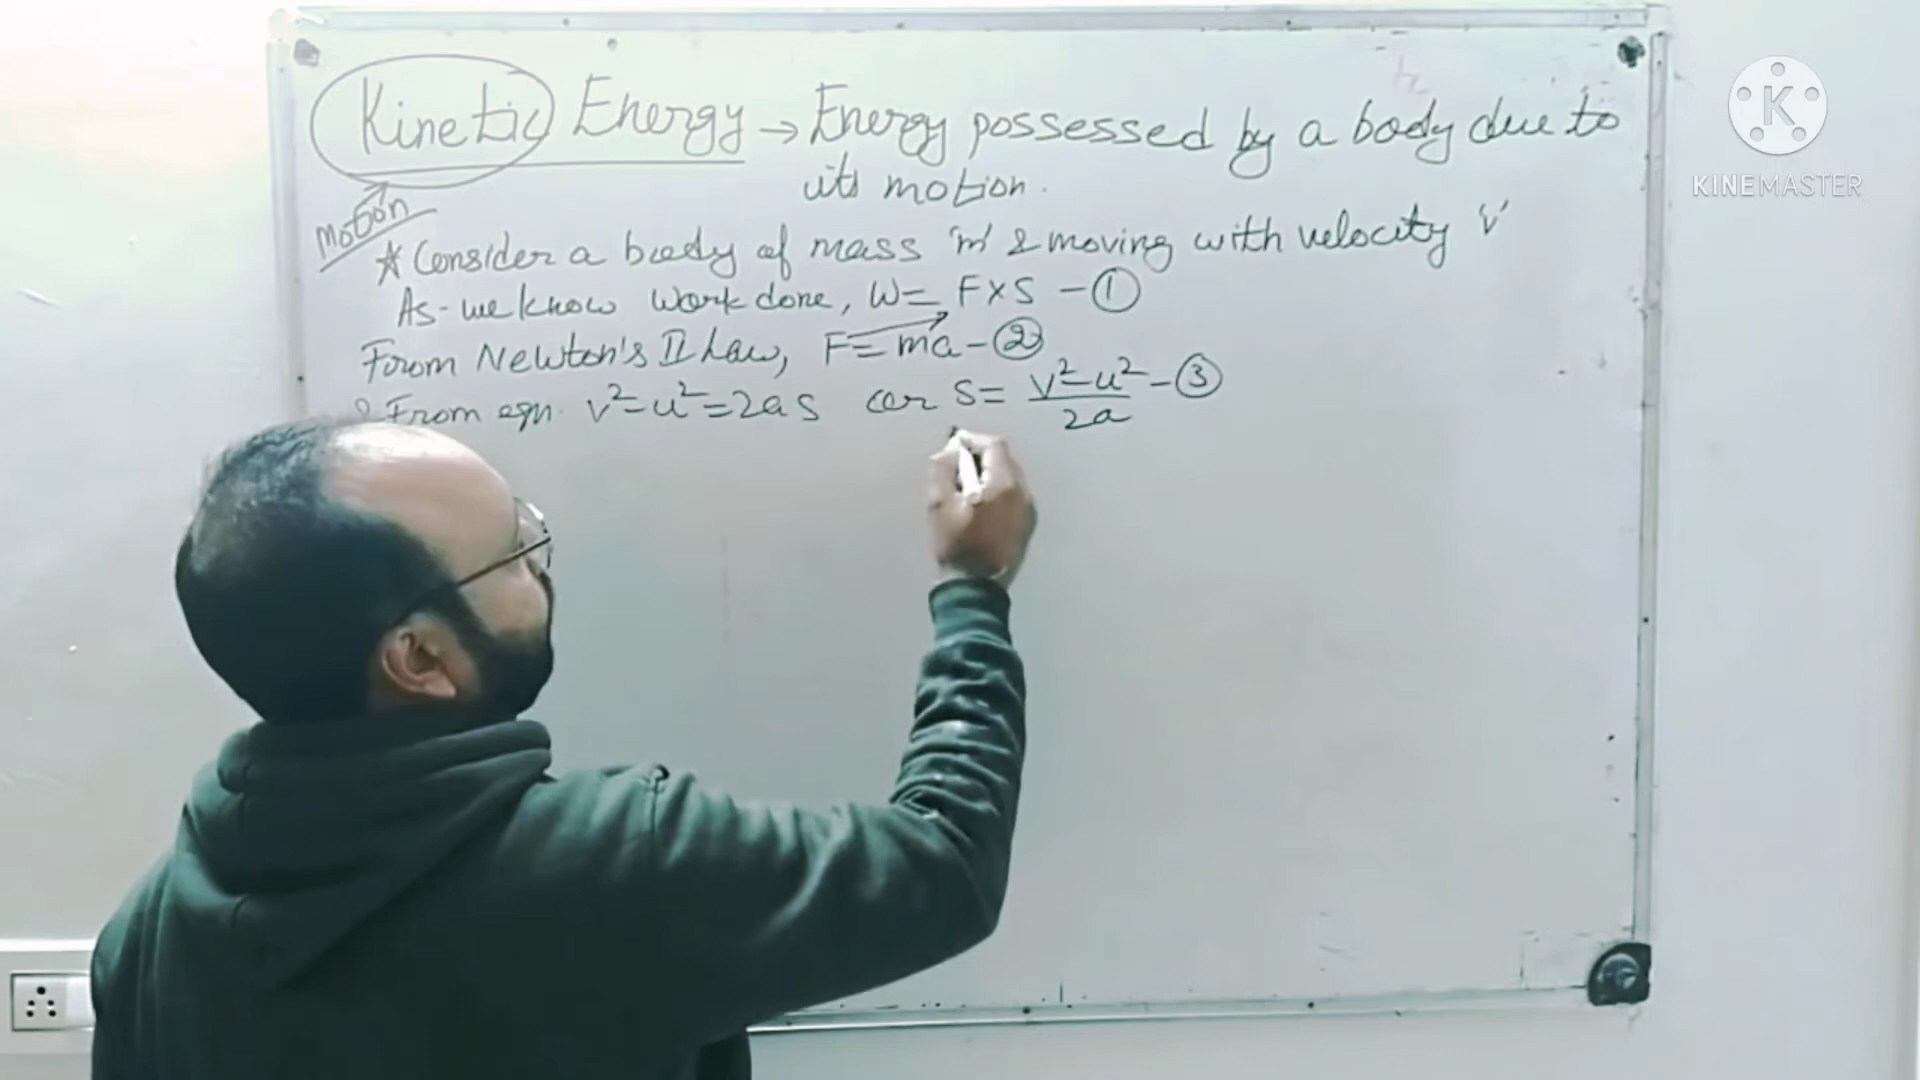 Kinetic Energy → Energy possessed by a body due to
its motion.
Motion
☆ Consider a body of mass 'm' & moving with velocity 'v'
As we know work done, W = F×S - ①
From Newton's II Law, F = ma - ②
& From eqn. v²-u²=2as or S = (v²-u²)/2a - ③
K
KINEMASTER